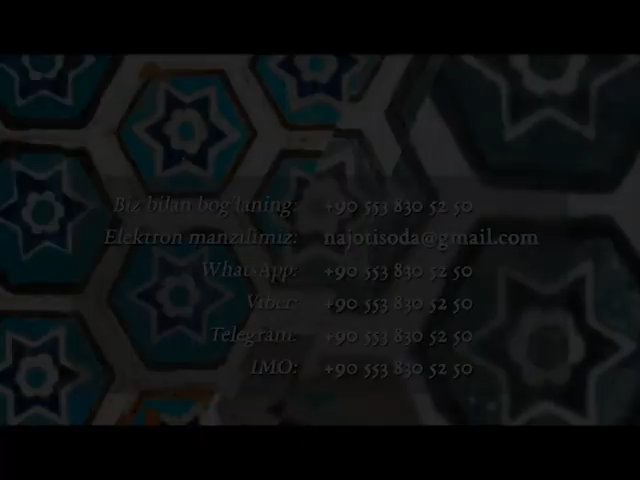 Biz bilan bog'laning: +90 553 830 52 50
Elektron manzilimiz: najotisoda@gmail.com
WhatsApp: +90 553 830 52 50
Viber: +90 553 830 52 50
Telegram: +90 553 830 52 50
IMO: +90 553 830 52 50